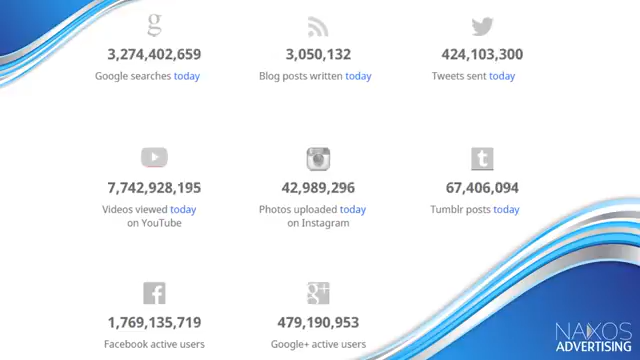 3,274,402,659
Google searches today
3,050,132
Blog posts written today
424,103,300
Tweets sent today
7,742,928,195
Videos viewed today
on YouTube
42,989,296
Photos uploaded today
on Instagram
67,406,094
Tumblr posts today
1,769,135,719
Facebook active users
479,190,953
Google+ active users
NAXOS
ADVERTISING